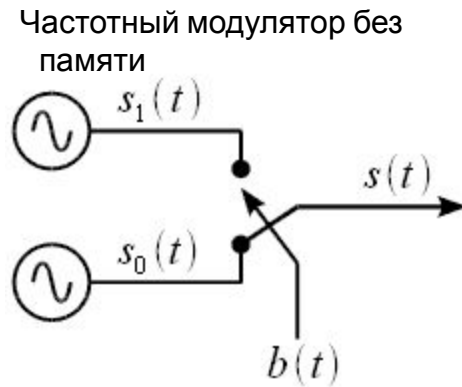 Частотный модулятор без
памяти
s₁(t)
s(t)
s₀(t)
b(t)